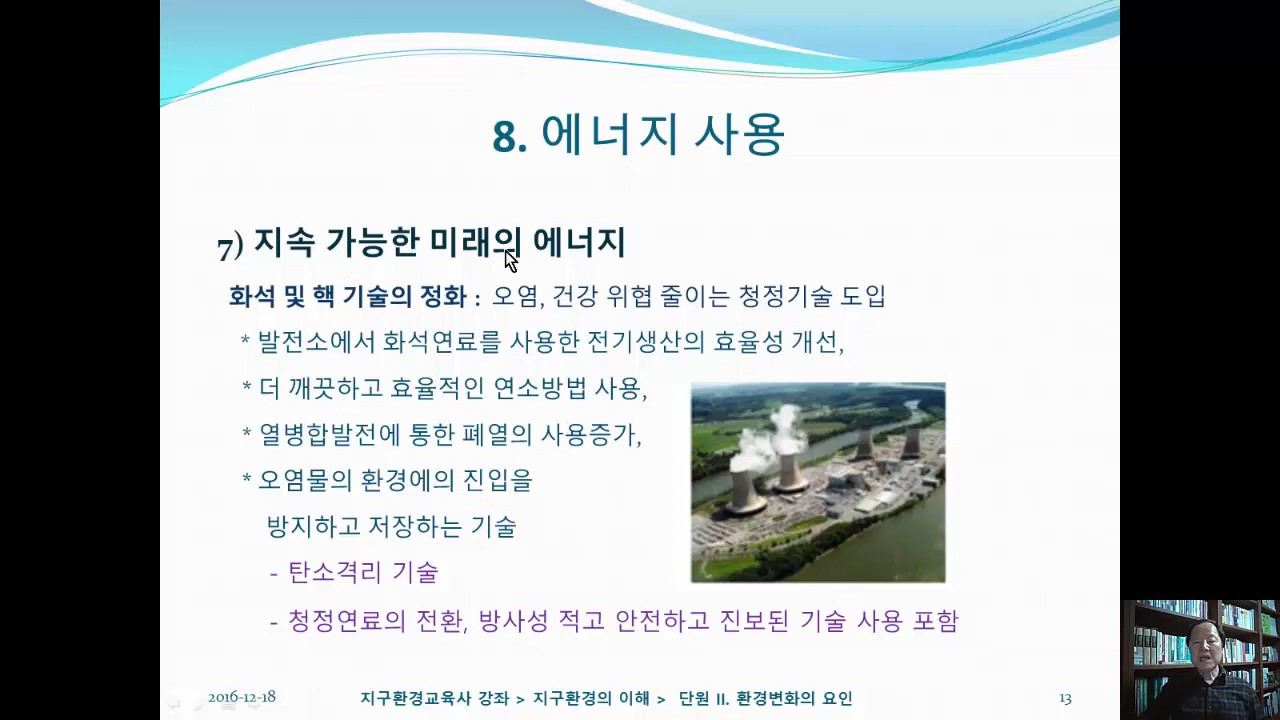 8. 에너지 사용
7) 지속 가능한 미래의 에너지
화석 및 핵 기술의 정화 : 오염, 건강 위협 줄이는 청정기술 도입
* 발전소에서 화석연료를 사용한 전기생산의 효율성 개선,
* 더 깨끗하고 효율적인 연소방법 사용,
* 열병합발전에 통한 폐열의 사용증가,
* 오염물의 환경에의 진입을
방지하고 저장하는 기술
- 탄소격리 기술
- 청정연료의 전환, 방사성 적고 안전하고 진보된 기술 사용 포함
2016-12-18 지구환경교육사 강좌 > 지구환경의 이해 > 단원 II. 환경변화의 요인 13